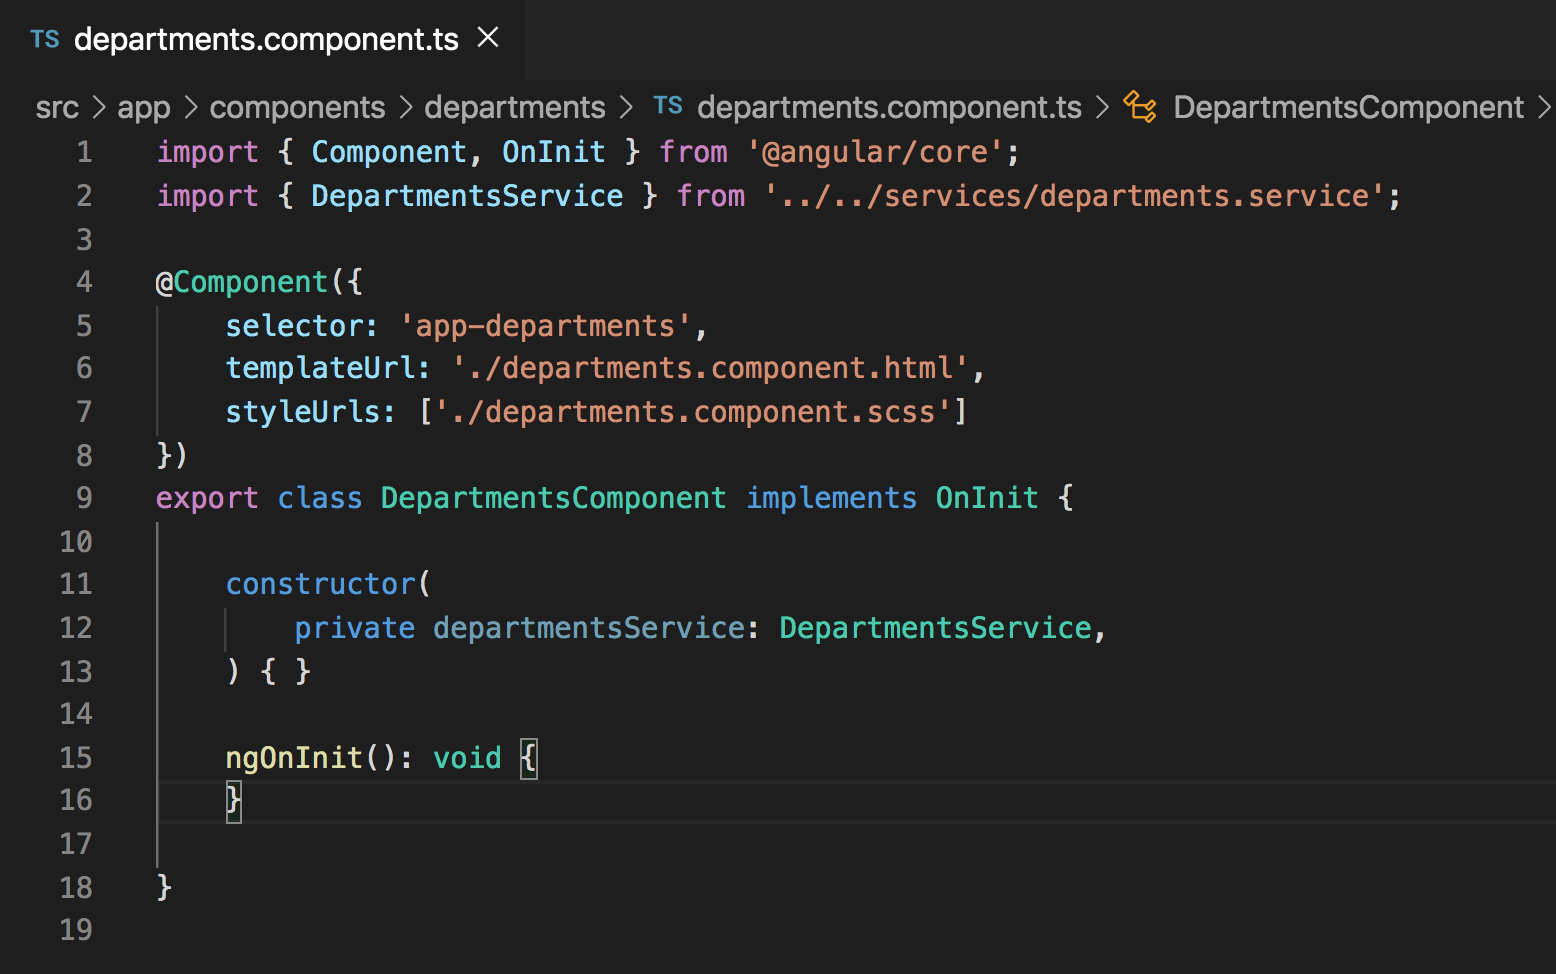 TS departments.component.ts ×
src > app > components > departments > TS departments.component.ts > DepartmentsComponent >
1 import { Component, OnInit } from '@angular/core';
2 import { DepartmentsService } from '../../services/departments.service';
3
4 @Component({
5     selector: 'app-departments',
6     templateUrl: './departments.component.html',
7     styleUrls: ['./departments.component.scss']
8 })
9 export class DepartmentsComponent implements OnInit {
10
11     constructor(
12         private departmentsService: DepartmentsService,
13     ) { }
14
15     ngOnInit(): void {
16     }
17
18 }
19